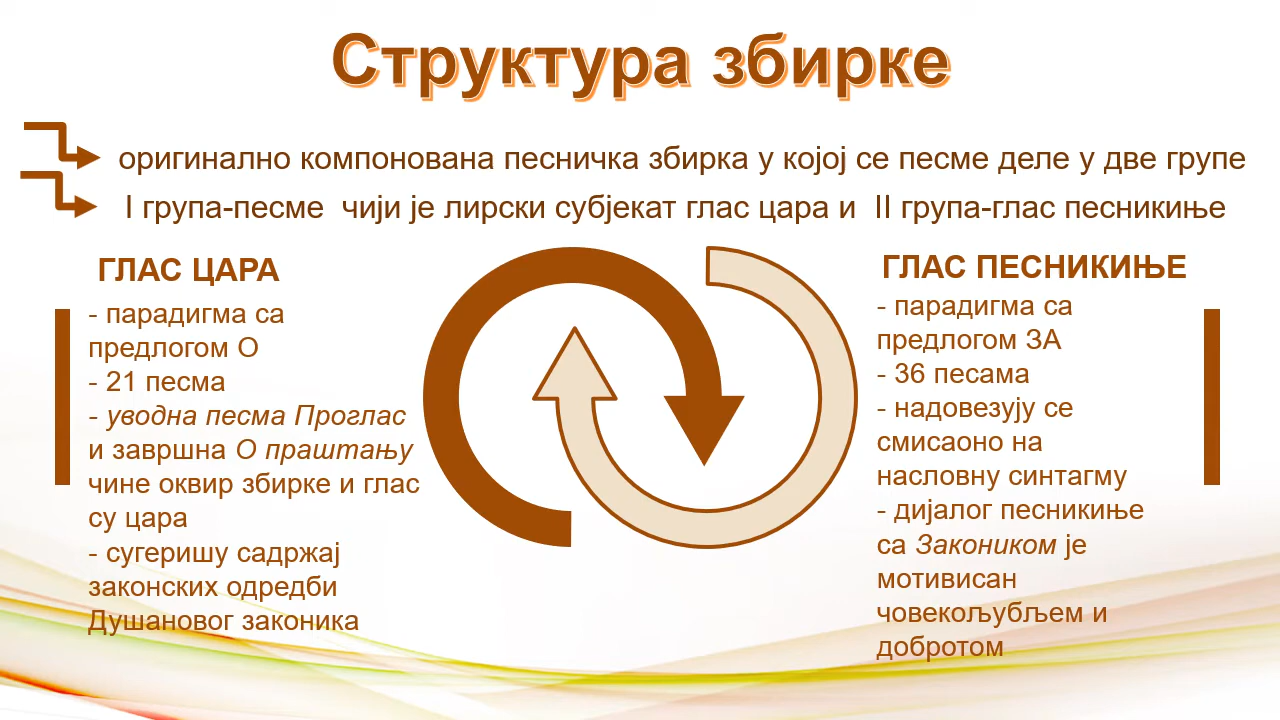 Структура збирке
оригинално компонована песничка збирка у којој се песме деле у две групе
I група-песме  чији је лирски субјекат глас цара и  II група-глас песникиње
ГЛАС ЦАРА
- парадигма са
предлогом О
- 21 песма
- уводна песма Проглас
и завршна О праштању
чине оквир збирке и глас
су цара
- сугеришу садржај
законских одредби
Душановог законика
ГЛАС ПЕСНИКИЊЕ
- парадигма са
предлогом ЗА
- 36 песама
- надовезују се
смисаоно на
насловну синтагму
- дијалог песникиње
са Закоником је
мотивисан
човекољубљем и
добротом